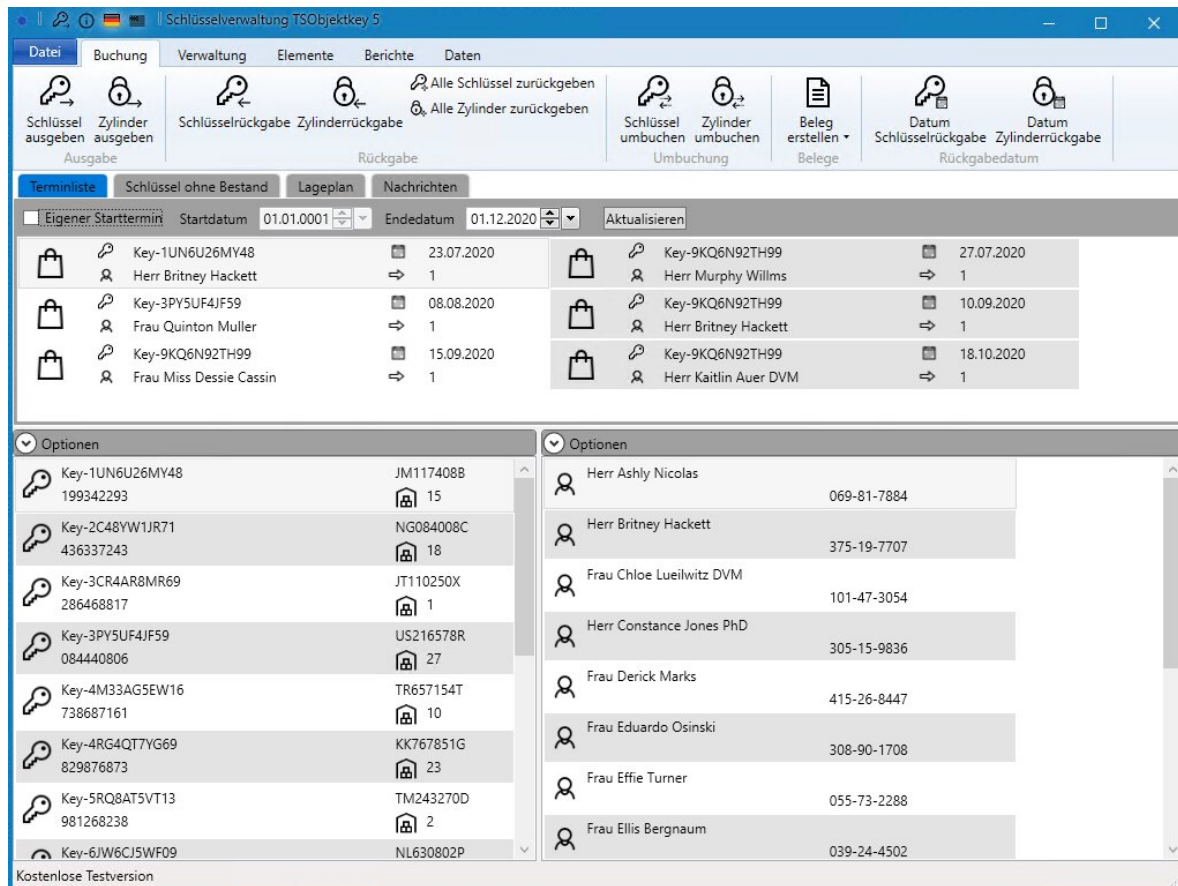 Schlüsselverwaltung TSObjektkey 5
Datei Buchung Verwaltung Elemente Berichte Daten
Schlüssel ausgeben
Zylinder ausgeben
Ausgabe
Schlüsselrückgabe
Zylinderrückgabe
Alle Schlüssel zurückgeben
Alle Zylinder zurückgeben
Rückgabe
Schlüssel umbuchen
Zylinder umbuchen
Umbuchung
Beleg erstellen
Belege
Datum Schlüsselrückgabe
Datum Zylinderrückgabe
Rückgabedatum
Terminliste Schlüssel ohne Bestand Lageplan Nachrichten
Eigener Starttermin Startdatum 01.01.0001 Endedatum 01.12.2020 Aktualisieren
Key-1UN6U26MY48 23.07.2020
Herr Britney Hackett 1
Key-9KQ6N92TH99 27.07.2020
Herr Murphy Willms 1
Key-3PY5UF4JF59 08.08.2020
Frau Quinton Muller 1
Key-9KQ6N92TH99 10.09.2020
Herr Britney Hackett 1
Key-9KQ6N92TH99 15.09.2020
Frau Miss Dessie Cassin 1
Key-9KQ6N92TH99 18.10.2020
Herr Kaitlin Auer DVM 1
Optionen
Key-1UN6U26MY48 JM117408B
199342293 15
Key-2C48YW1JR71 NG084008C
436337243 18
Key-3CR4AR8MR69 JT110250X
286468817 1
Key-3PY5UF4JF59 US216578R
084440806 27
Key-4M33AG5EW16 TR657154T
738687161 10
Key-4RG4QT7YG69 KK767851G
829876873 23
Key-5RQ8AT5VT13 TM243270D
981268238 2
Key-6JW6CJ5WF09 NL630802P
Optionen
Herr Ashly Nicolas
069-81-7884
Herr Britney Hackett
375-19-7707
Frau Chloe Lueilwitz DVM
101-47-3054
Herr Constance Jones PhD
305-15-9836
Frau Derick Marks
415-26-8447
Frau Eduardo Osinski
308-90-1708
Frau Effie Turner
055-73-2288
Frau Ellis Bergnaum
039-24-4502
Kostenlose Testversion